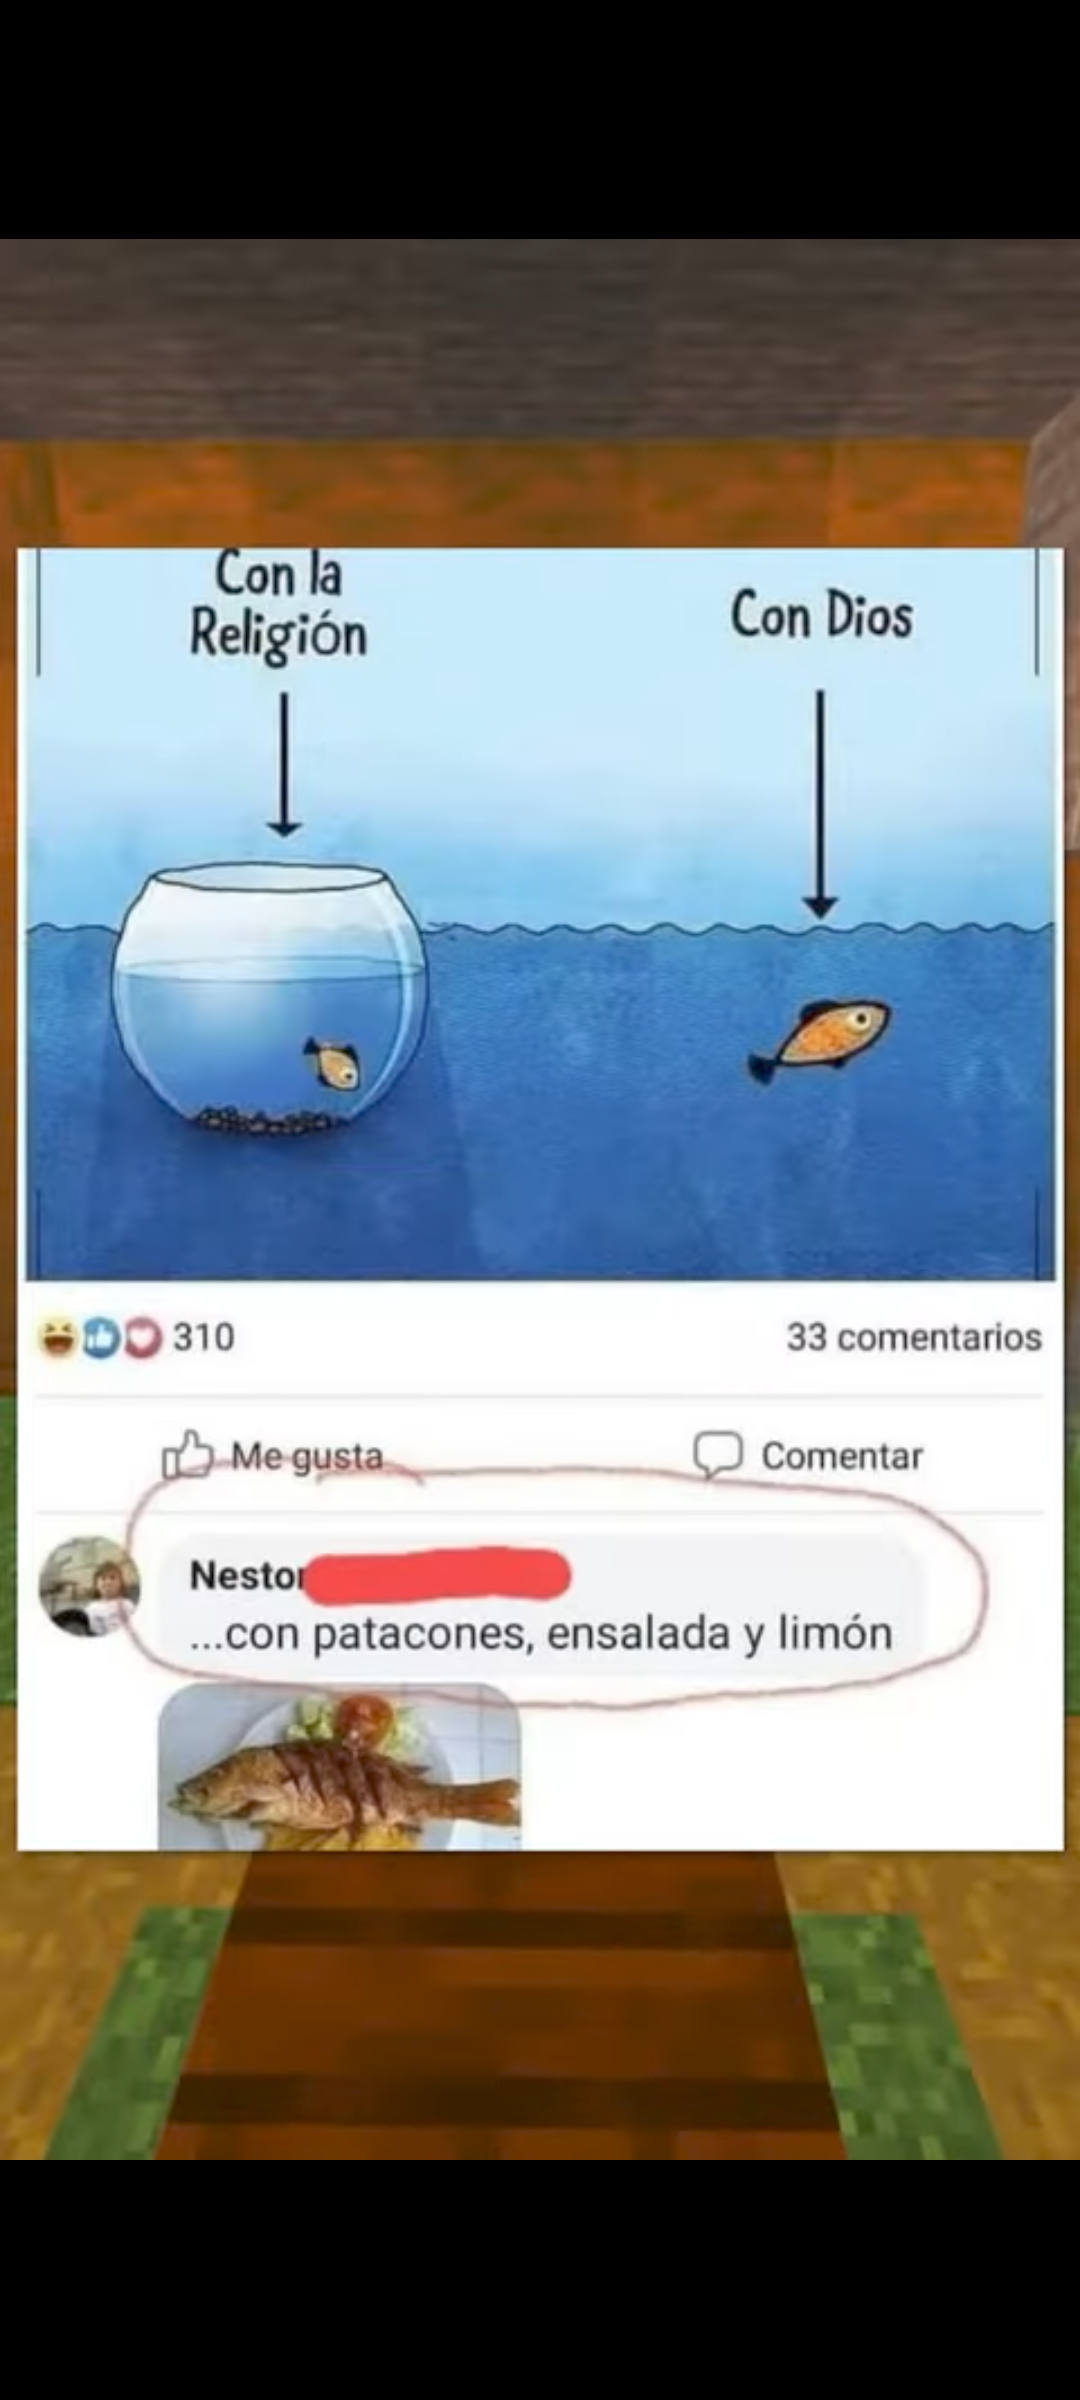 Con la
Religión
Con Dios
310
33 comentarios
Me gusta
Comentar
Nestor
...con patacones, ensalada y limón